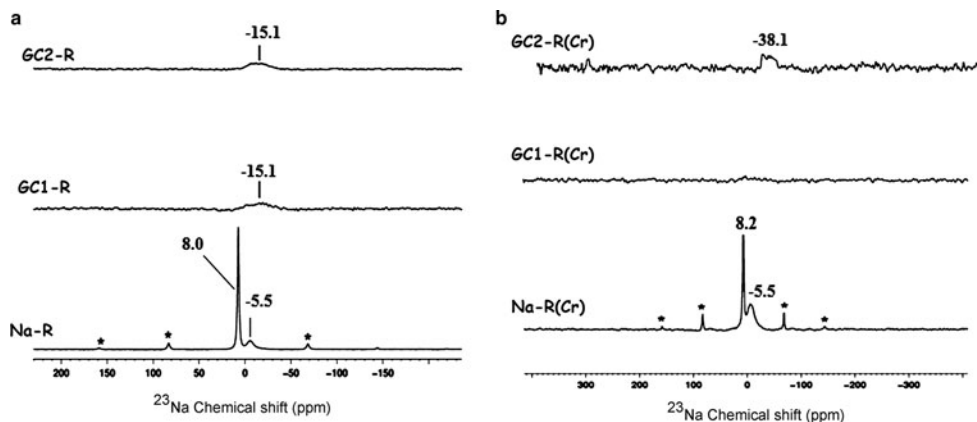 a
-15.1
GC2-R
-15.1
GC1-R
8.0
-5.5
Na-R
* * *
200 150 100 50 0 -50 -100 -150
23Na Chemical shift (ppm)
b
-38.1
GC2-R(Cr)
GC1-R(Cr)
8.2
-5.5
Na-R(Cr)
* * * *
300 200 100 0 -100 -200 -300
23Na Chemical shift (ppm)